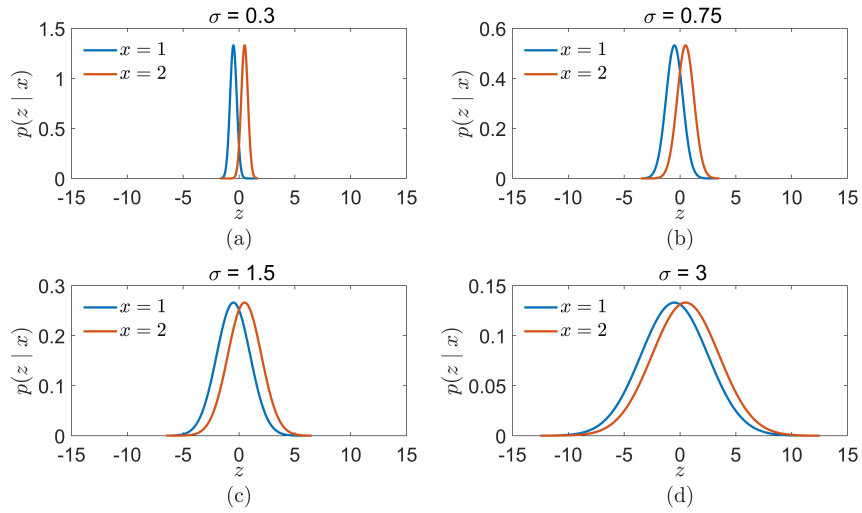 σ = 0.3
1.5
1
0.5
0
p(z | x)
x = 1
x = 2
-15 -10 -5 0 5 10 15
z
(a)
σ = 0.75
0.6
0.4
0.2
0
p(z | x)
x = 1
x = 2
-15 -10 -5 0 5 10 15
z
(b)
σ = 1.5
0.3
0.2
0.1
0
p(z | x)
x = 1
x = 2
-15 -10 -5 0 5 10 15
z
(c)
σ = 3
0.15
0.1
0.05
0
p(z | x)
x = 1
x = 2
-15 -10 -5 0 5 10 15
z
(d)